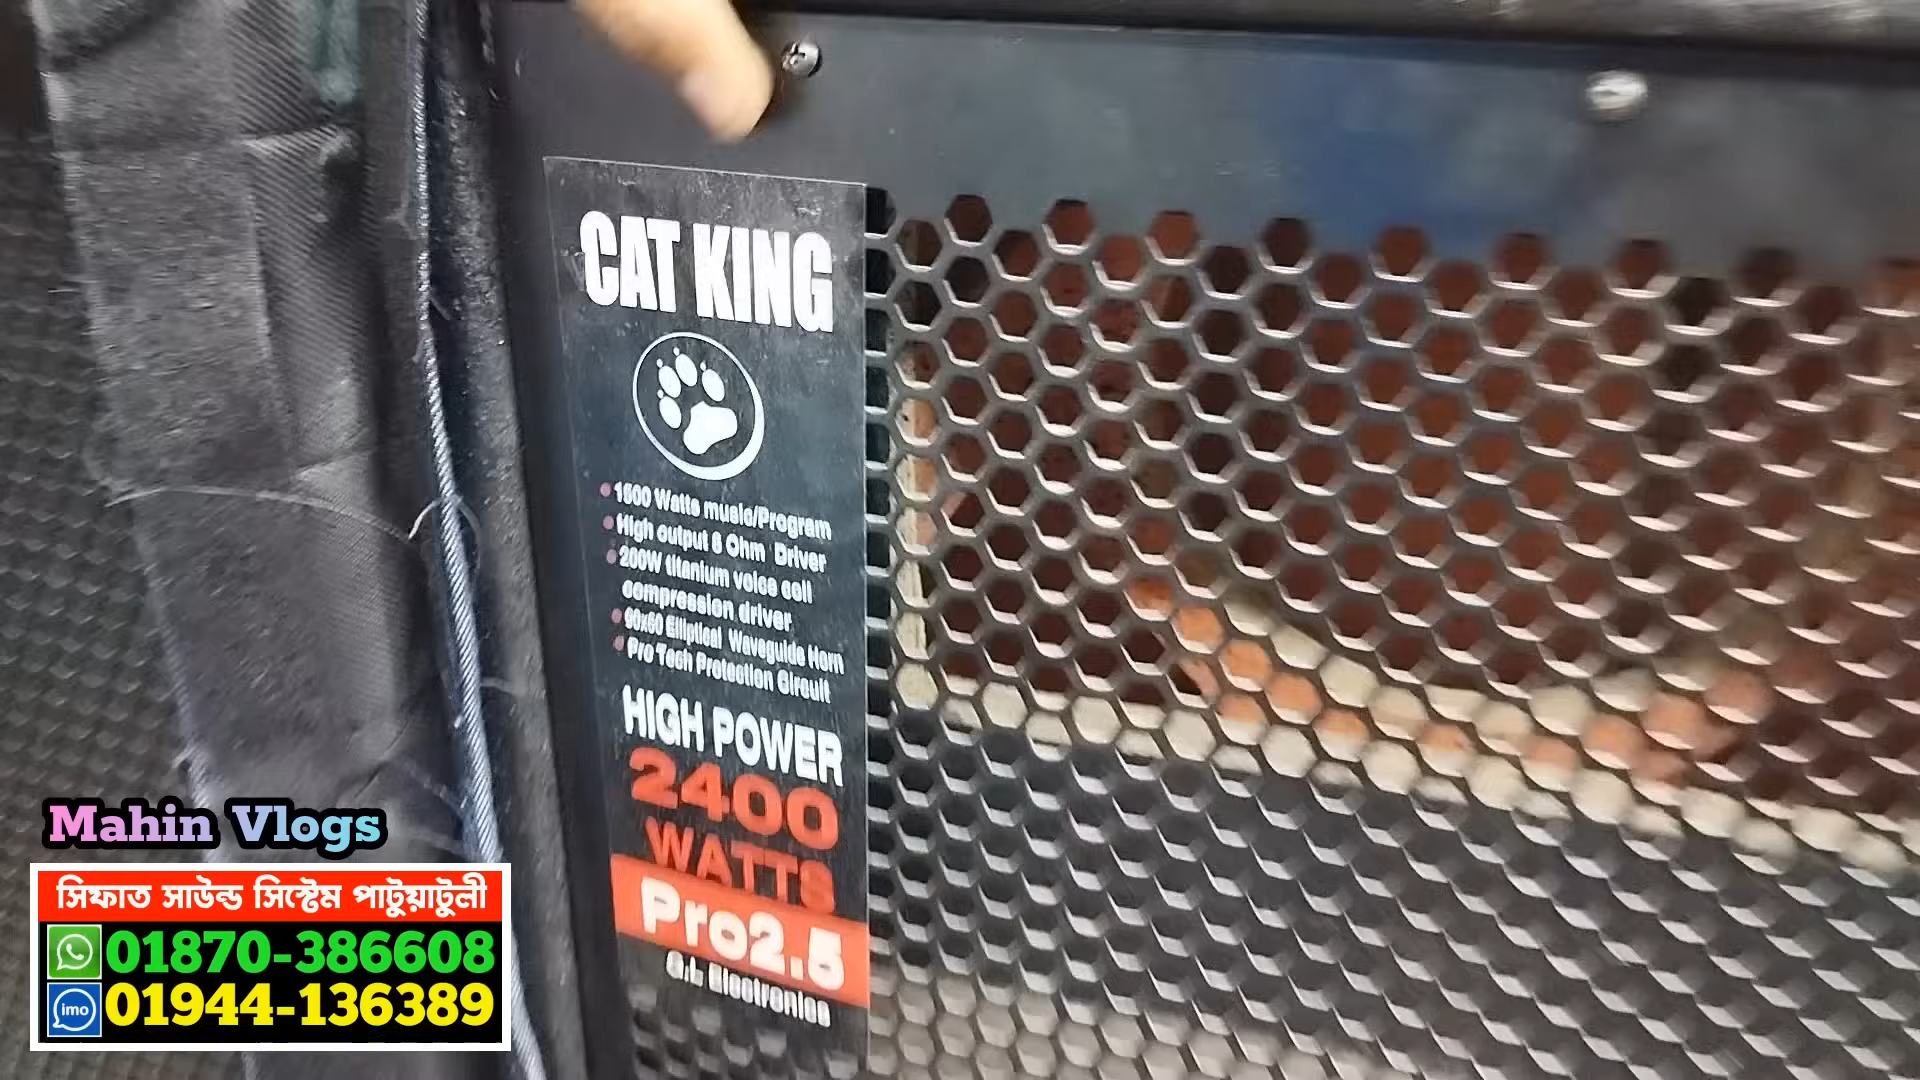 CAT KING
1500 Watts music/Program
High output 8 Ohm Driver
200W titanium voice coil
compression driver
90x60 Elliptical Waveguide Horn
Pro Tech Protection Circuit
HIGH POWER
2400
WATTS
Pro2.5
Electronics
Mahin Vlogs
সিফাত সাউন্ড সিস্টেম পাটুয়াটুলী
01870-386608
imo 01944-136389